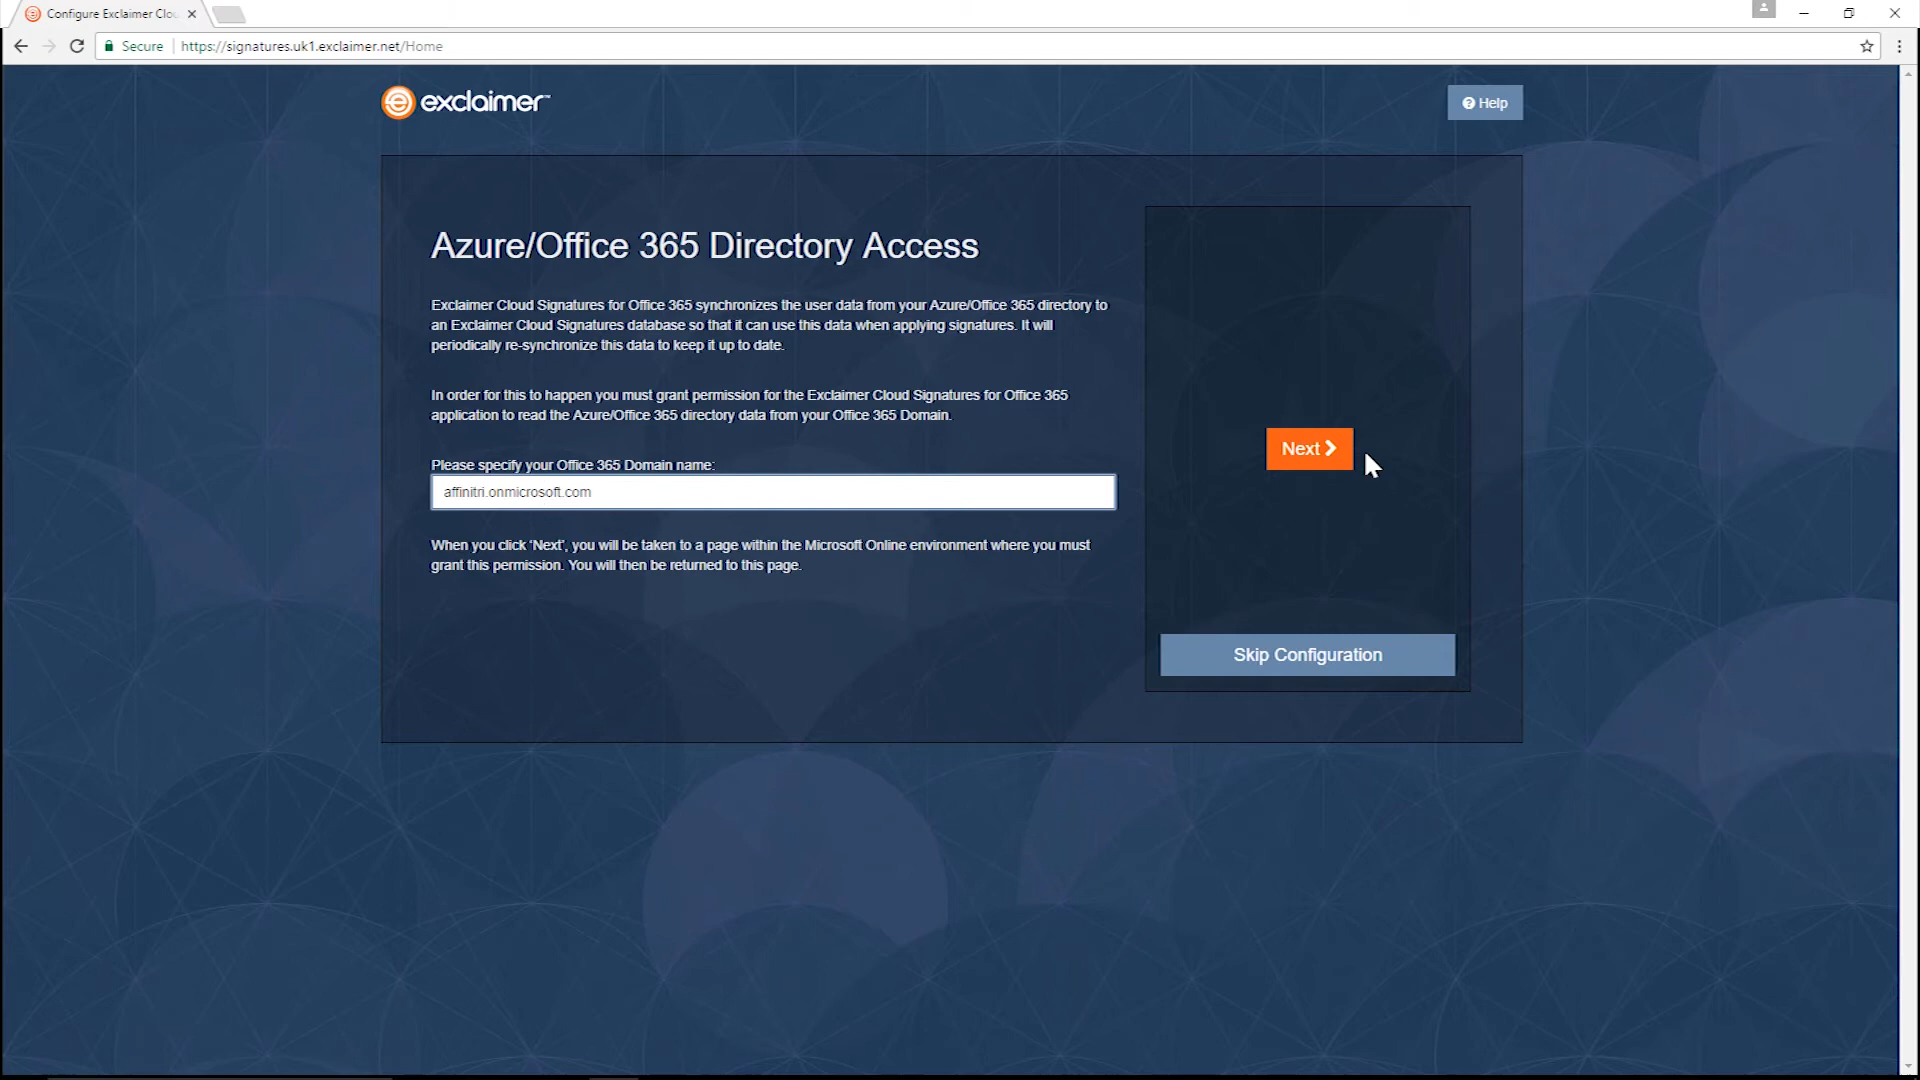 Configure Exclaimer Clou
Secure
https://signatures.uk1.exclaimer.net/Home
exclaimer™
Help
Azure/Office 365 Directory Access
Exclaimer Cloud Signatures for Office 365 synchronizes the user data from your Azure/Office 365 directory to
an Exclaimer Cloud Signatures database so that it can use this data when applying signatures. It will
periodically re-synchronize this data to keep it up to date.
In order for this to happen you must grant permission for the Exclaimer Cloud Signatures for Office 365
application to read the Azure/Office 365 directory data from your Office 365 Domain.
Please specify your Office 365 Domain name:
affinitri.onmicrosoft.com
When you click 'Next', you will be taken to a page within the Microsoft Online environment where you must
grant this permission. You will then be returned to this page.
Next
Skip Configuration